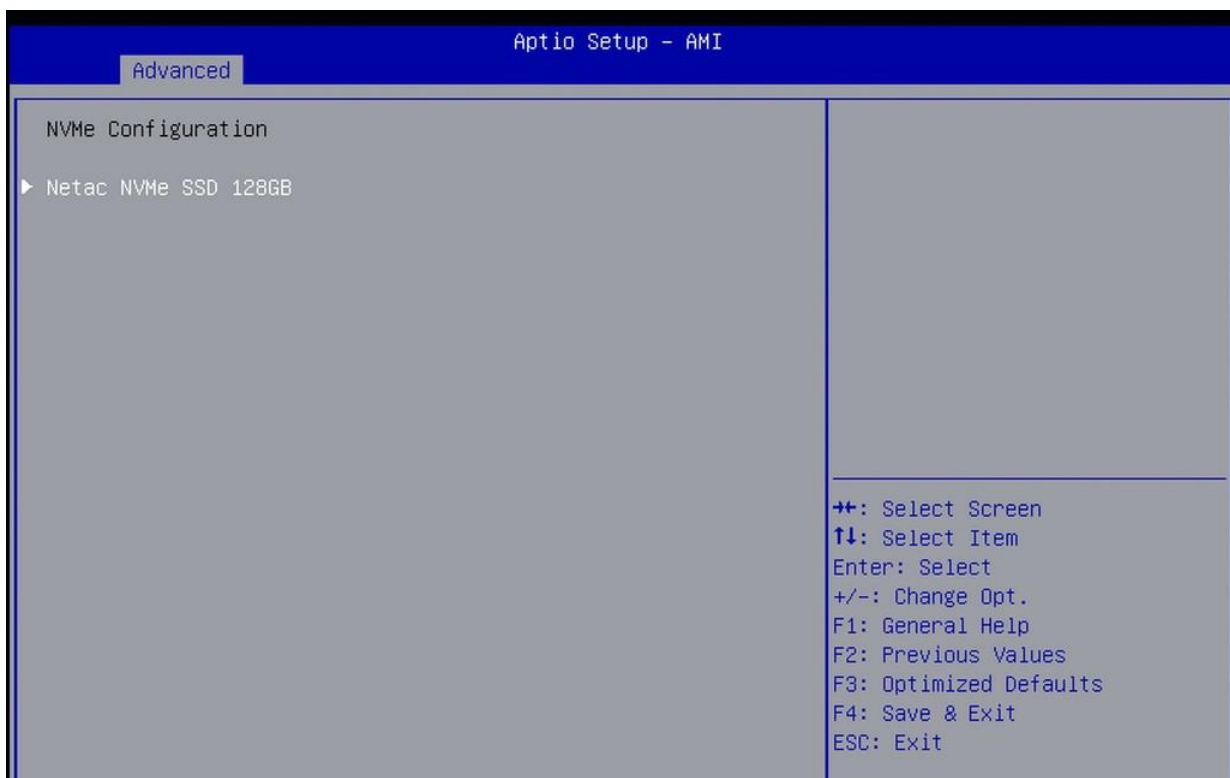 Aptio Setup – AMI
Advanced
NVMe Configuration
Netac NVMe SSD 128GB
→←: Select Screen
↑↓: Select Item
Enter: Select
+/-: Change Opt.
F1: General Help
F2: Previous Values
F3: Optimized Defaults
F4: Save & Exit
ESC: Exit